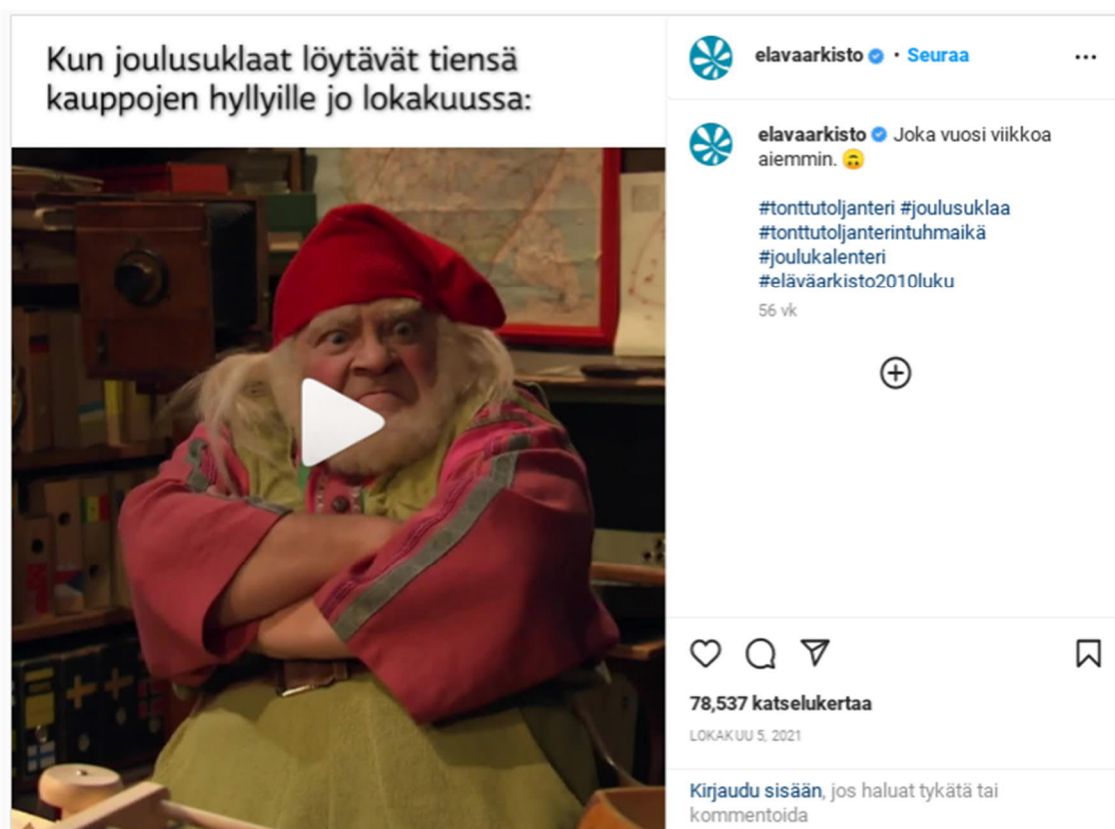 Kun joulusuklaat löytävät tiensä
kauppojen hyllyille jo lokakuussa:
elavaarkisto • Seuraa
elavaarkisto Joka vuosi viikkoa
aiemmin. 🙃
#tonttutoljanteri #joulusuklaa
#tonttutoljanterintuhmaikä
#joulukalenteri
#eläväarkisto2010luku
56 vk
78,537 katselukertaa
LOKAKUU 5, 2021
Kirjaudu sisään, jos haluat tykätä tai
kommentoida